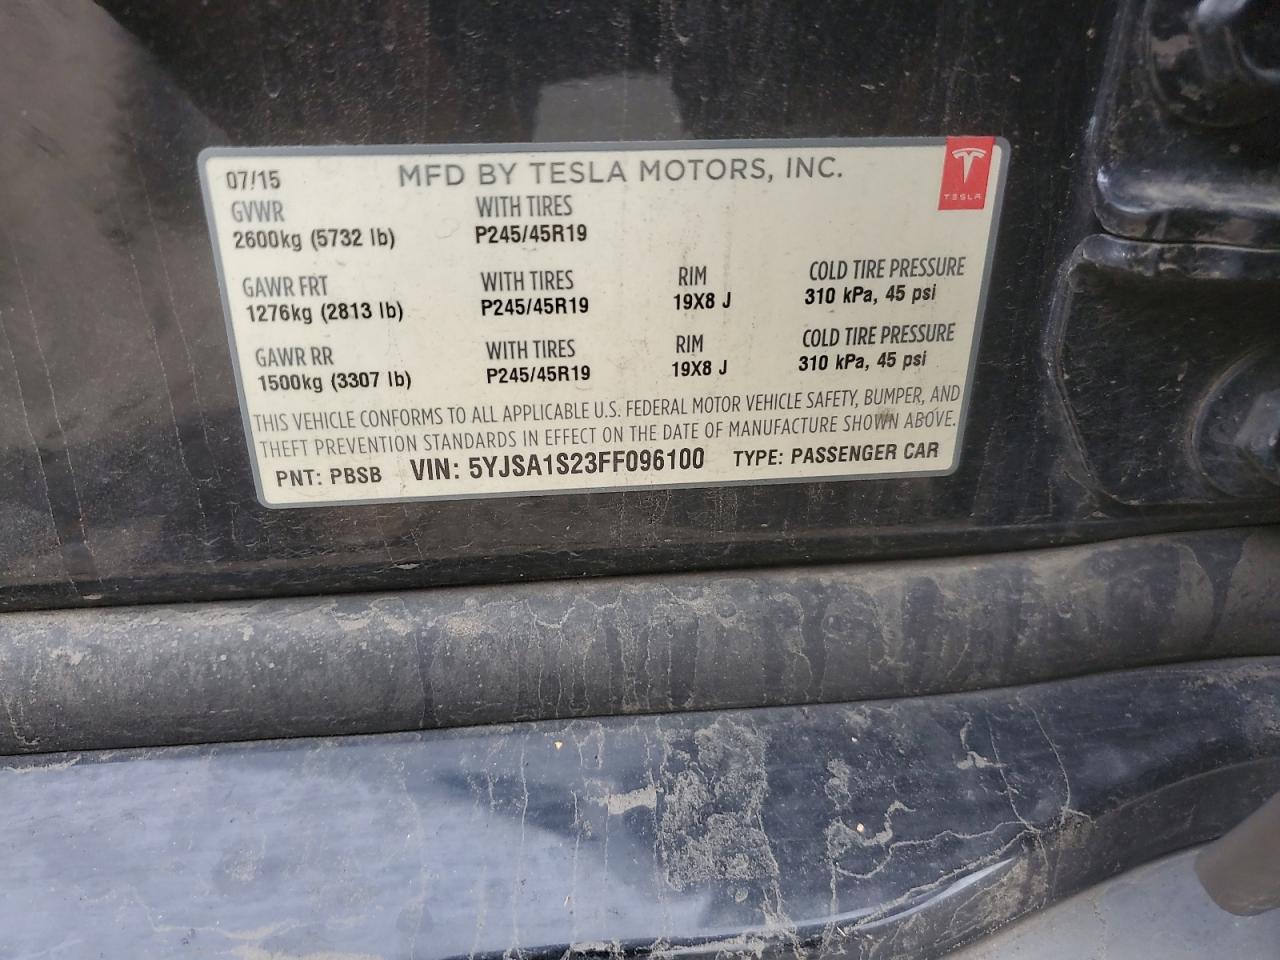 07/15 MFD BY TESLA MOTORS, INC.
TESLA
GVWR WITH TIRES
2600kg (5732 lb) P245/45R19
GAWR FRT WITH TIRES RIM COLD TIRE PRESSURE
1276kg (2813 lb) P245/45R19 19X8 J 310 kPa, 45 psi
GAWR RR WITH TIRES RIM COLD TIRE PRESSURE
1500kg (3307 lb) P245/45R19 19X8 J 310 kPa, 45 psi
THIS VEHICLE CONFORMS TO ALL APPLICABLE U.S. FEDERAL MOTOR VEHICLE SAFETY, BUMPER, AND
THEFT PREVENTION STANDARDS IN EFFECT ON THE DATE OF MANUFACTURE SHOWN ABOVE.
PNT: PBSB VIN: 5YJSA1S23FF096100 TYPE: PASSENGER CAR